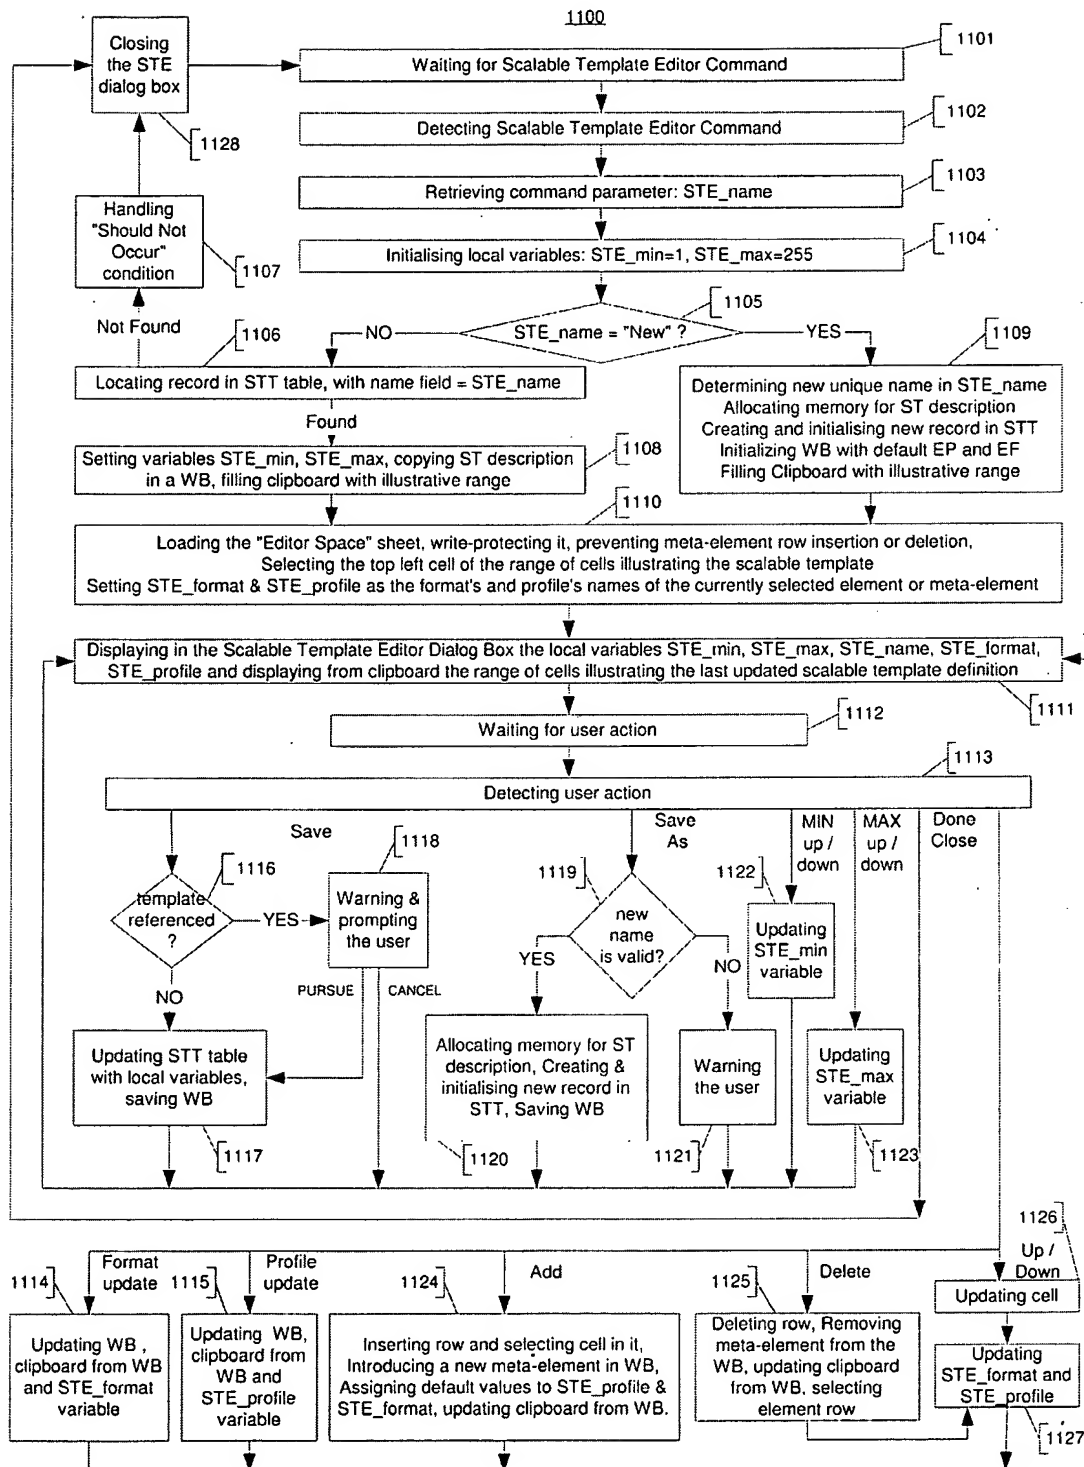 1100
Closing
the STE
dialog box
1101
Waiting for Scalable Template Editor Command
1102
Detecting Scalable Template Editor Command
1128
1103
Retrieving command parameter: STE_name
Handling
"Should Not
Occur"
condition
1107
1104
Initialising local variables: STE_min=1, STE_max=255
1105
Not Found
1106
NO
STE_name = "New" ?
YES
1109
Locating record in STT table, with name field = STE_name
Found
Determining new unique name in STE_name
Allocating memory for ST description
Creating and initialising new record in STT
Initializing WB with default EP and EF
Filling Clipboard with illustrative range
Setting variables STE_min, STE_max, copying ST description
in a WB, filling clipboard with illustrative range
1108
1110
Loading the "Editor Space" sheet, write-protecting it, preventing meta-element row insertion or deletion,
Selecting the top left cell of the range of cells illustrating the scalable template
Setting STE_format & STE_profile as the format's and profile's names of the currently selected element or meta-element
Displaying in the Scalable Template Editor Dialog Box the local variables STE_min, STE_max, STE_name, STE_format,
STE_profile and displaying from clipboard the range of cells illustrating the last updated scalable template definition
1111
1112
Waiting for user action
1113
Detecting user action
Save
Save
As
MIN
up /
down
MAX
up /
down
Done
Close
1116
template
referenced
?
YES
NO
1118
Warning &
prompting
the user
PURSUE
CANCEL
1119
new
name
is valid?
YES
NO
1122
Updating
STE_min
variable
Updating STT table
with local variables,
saving WB
1117
Allocating memory for ST
description, Creating &
initialising new record in
STT, Saving WB
1120
Warning
the user
1121
Updating
STE_max
variable
1123
1126
1114
Format
update
1115
Profile
update
1124
Add
1125
Delete
Up /
Down
Updating cell
Updating WB ,
clipboard from WB
and STE_format
variable
Updating WB,
clipboard from
WB and
STE_profile
variable
Inserting row and selecting cell in it,
Introducing a new meta-element in WB,
Assigning default values to STE_profile &
STE_format, updating clipboard from WB.
Deleting row, Removing
meta-element from the
WB, updating clipboard
from WB, selecting
element row
Updating
STE_format and
STE_profile
1127